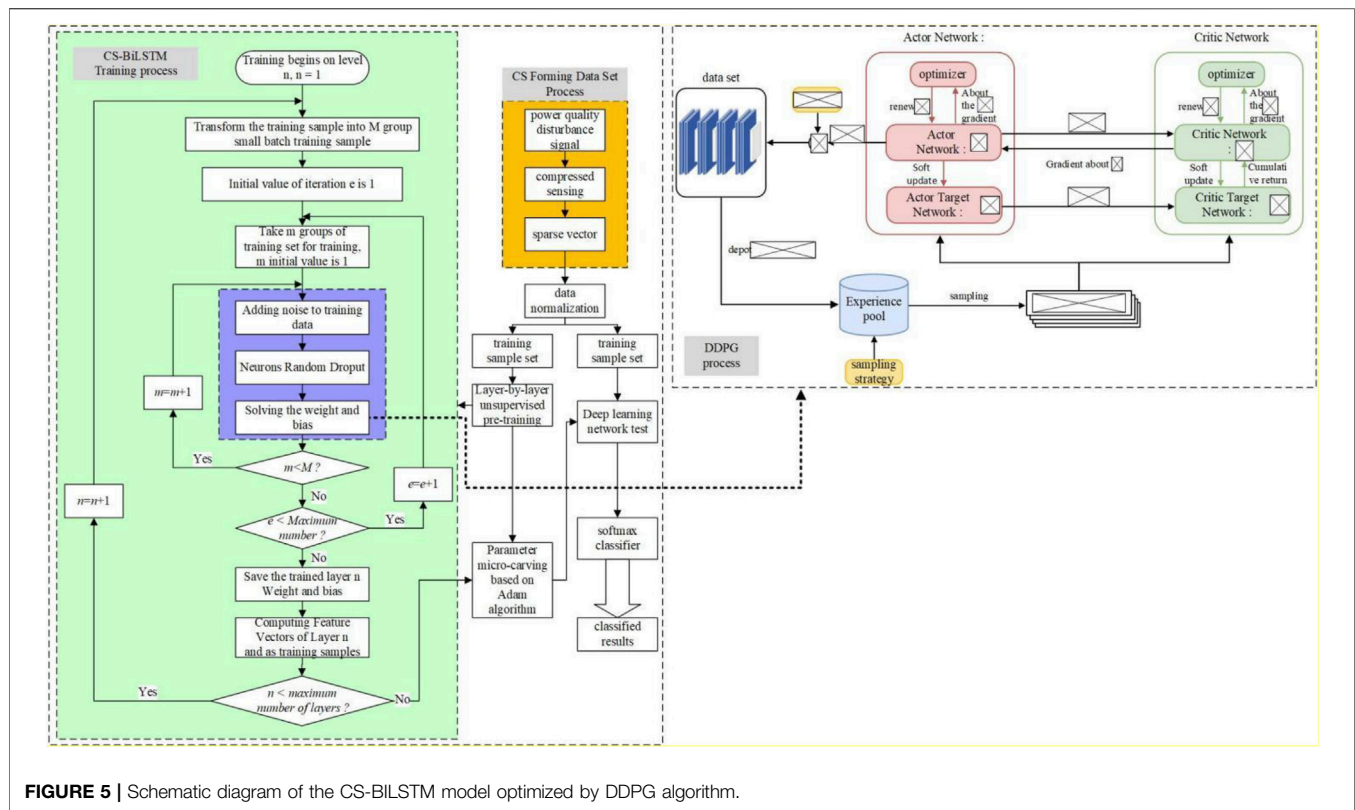 CS-BiLSTM
Training process
Training begins on level
n, n = 1
Transform the training sample into M group
small batch training sample
Initial value of iteration e is 1
Take m groups of
training set for training,
m initial value is 1
Adding noise to training
data
Neurons Random Droput
Solving the weight and
bias
m=m+1
Yes
m<M ?
No
e=e+1
n=n+1
e < Maximum
number ?
Yes
No
Save the trained layer n
Weight and bias
Computing Feature
Vectors of Layer n
and as training samples
Yes
n < maximum
number of layers ?
No
CS Forming Data Set
Process
power quality
disturbance
signal
compressed
sensing
sparse vector
data
normalization
training
sample set
training
sample set
Layer-by-layer
unsupervised
pre-training
Deep learning
network test
Parameter
micro-carving
based on
Adam
algorithm
softmax
classifier
classified
results
data set
Actor Network :
optimizer
renew
About
the
gradient
Actor
Network :
Soft
update
Actor Target
Network :
Gradient about
Critic Network
optimizer
renew
About
the
gradient
Critic Network
:
Soft
update
Cumulati
ve return
Critic Target
Network :
depot
Experience
pool
sampling
sampling
strategy
DDPG
process
FIGURE 5 | Schematic diagram of the CS-BILSTM model optimized by DDPG algorithm.